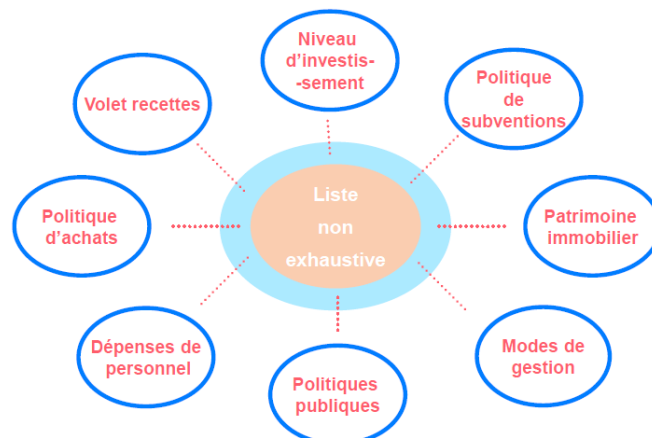 Niveau
d'investis-
-sement
Politique
de
subventions
Volet recettes
Liste
non
exhaustive
Politique
d'achats
Patrimoine
immobilier
Dépenses de
personnel
Modes de
gestion
Politiques
publiques